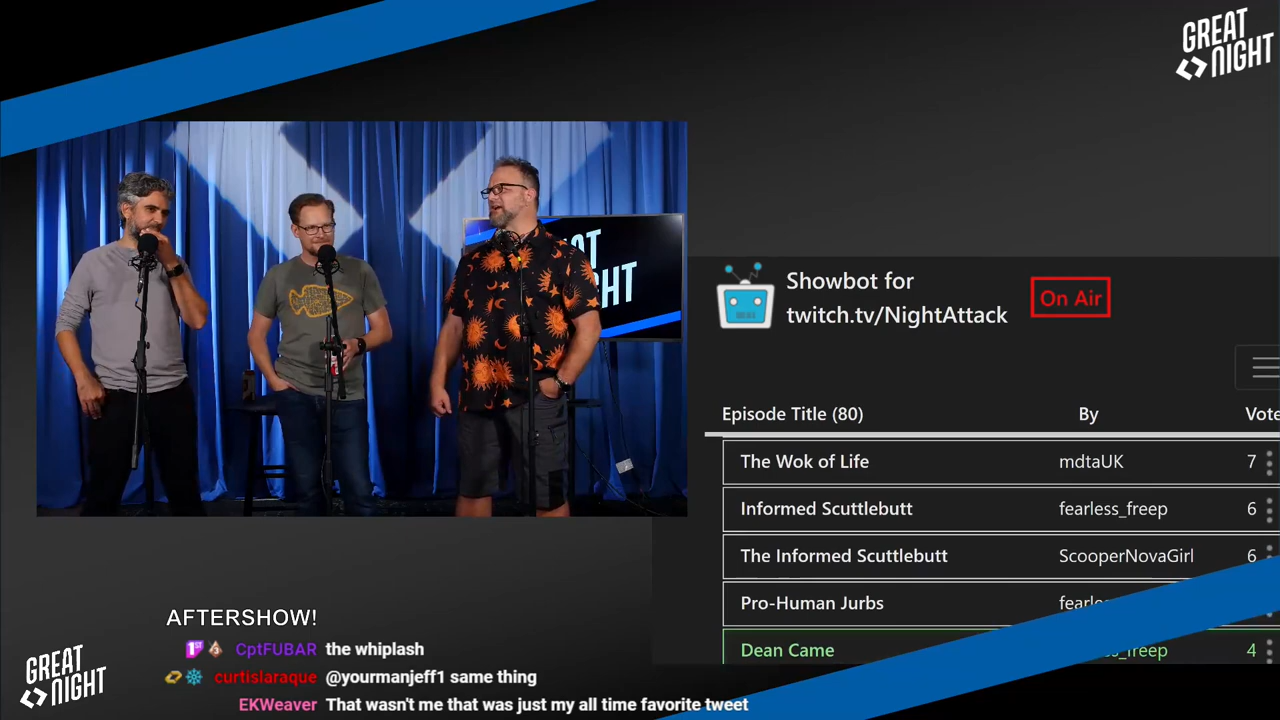 GREAT
NIGHT
Showbot for
twitch.tv/NightAttack
On Air
Episode Title (80) By Vote
The Wok of Life mdtaUK 7
Informed Scuttlebutt fearless_freep 6
The Informed Scuttlebutt ScooperNovaGirl 6
Pro-Human Jurbs
Dean Came 4
AFTERSHOW!
CptFUBAR the whiplash
curtislaraque @yourmanjeff1 same thing
EKWeaver That wasn't me that was just my all time favorite tweet
GREAT
NIGHT